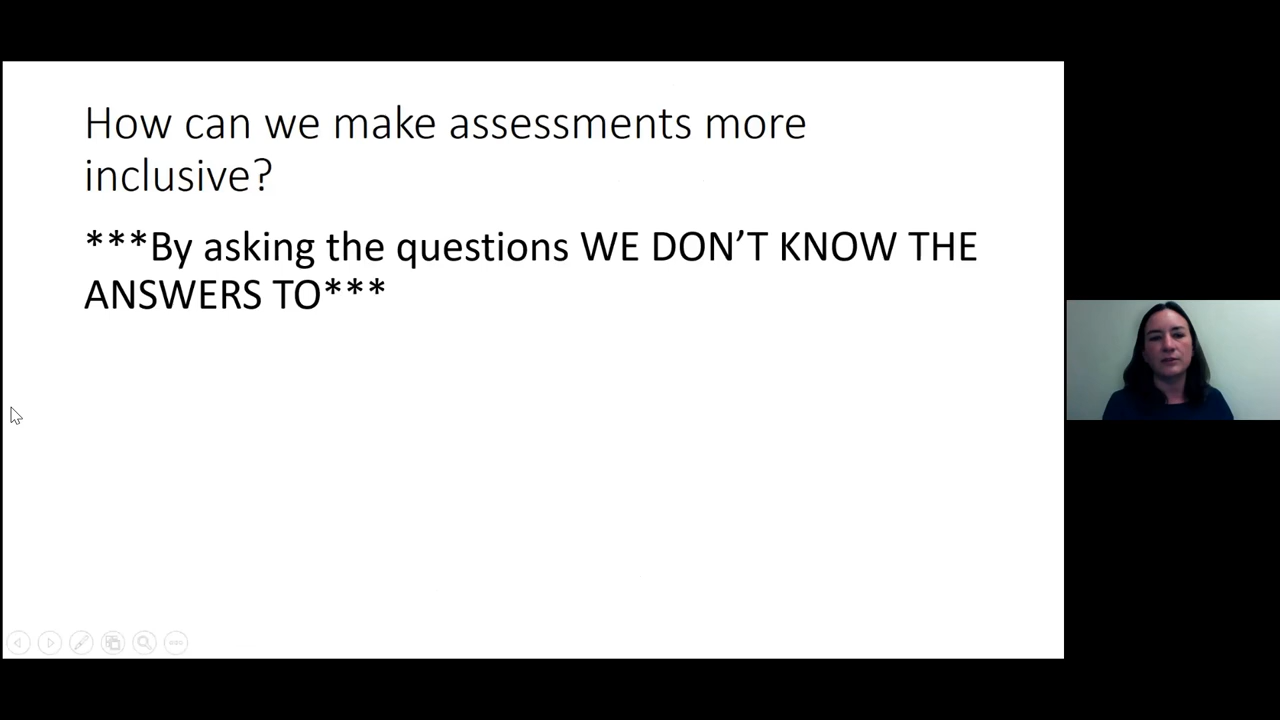 How can we make assessments more
inclusive?
***By asking the questions WE DON’T KNOW THE
ANSWERS TO***